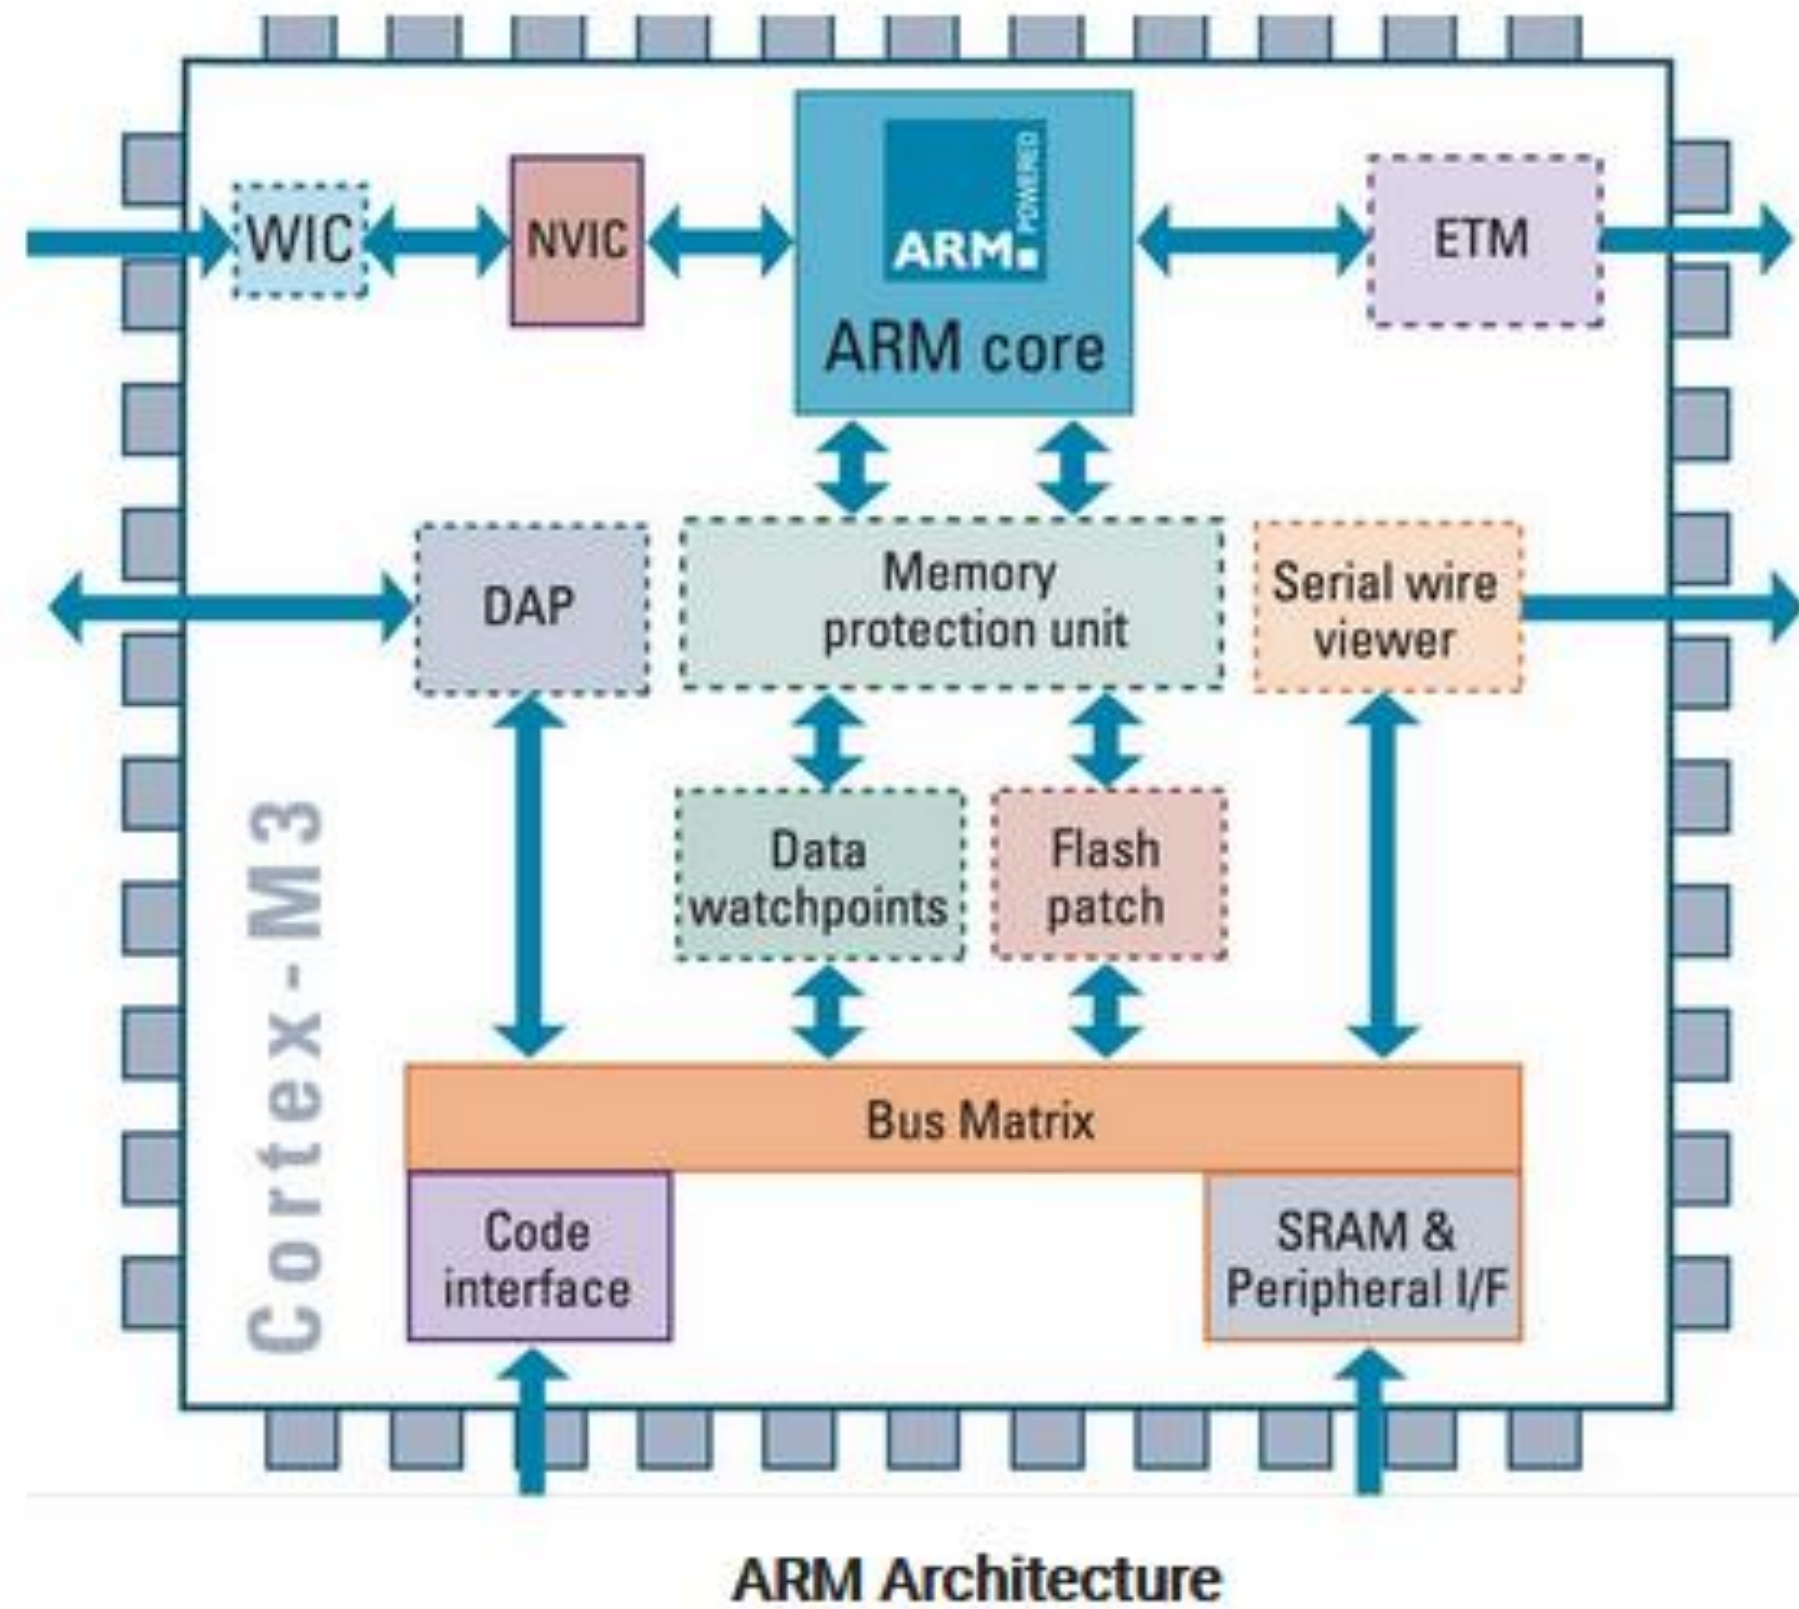 ARM POWERED
ARM core
WIC
NVIC
ETM
DAP
Memory
protection unit
Serial wire
viewer
Data
watchpoints
Flash
patch
Cortex-M3
Bus Matrix
Code
interface
SRAM &
Peripheral I/F
ARM Architecture